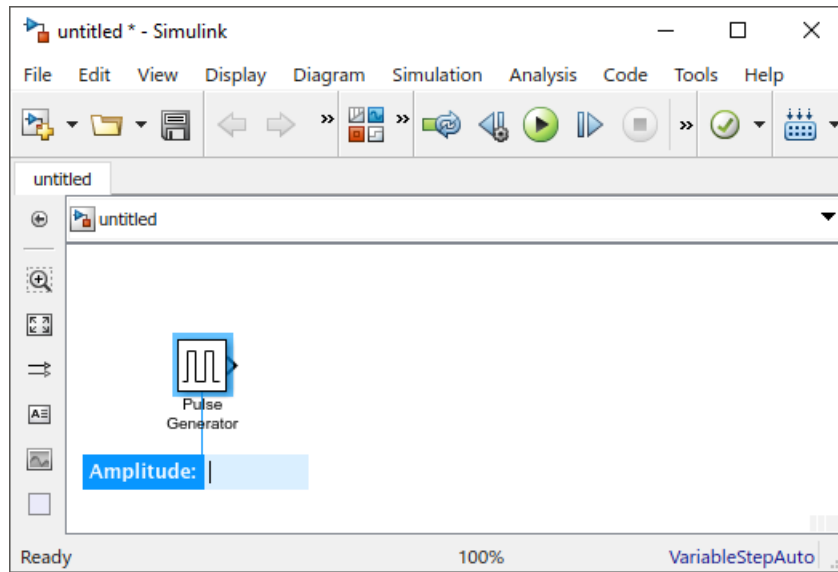 untitled * - Simulink
File Edit View Display Diagram Simulation Analysis Code Tools Help
untitled
untitled
Pulse
Generator
Amplitude:
Ready 100% VariableStepAuto